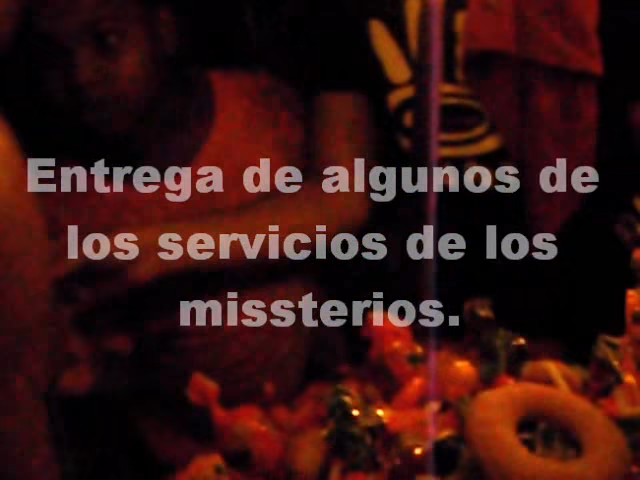 Entrega de algunos de
los servicios de los
missterios.